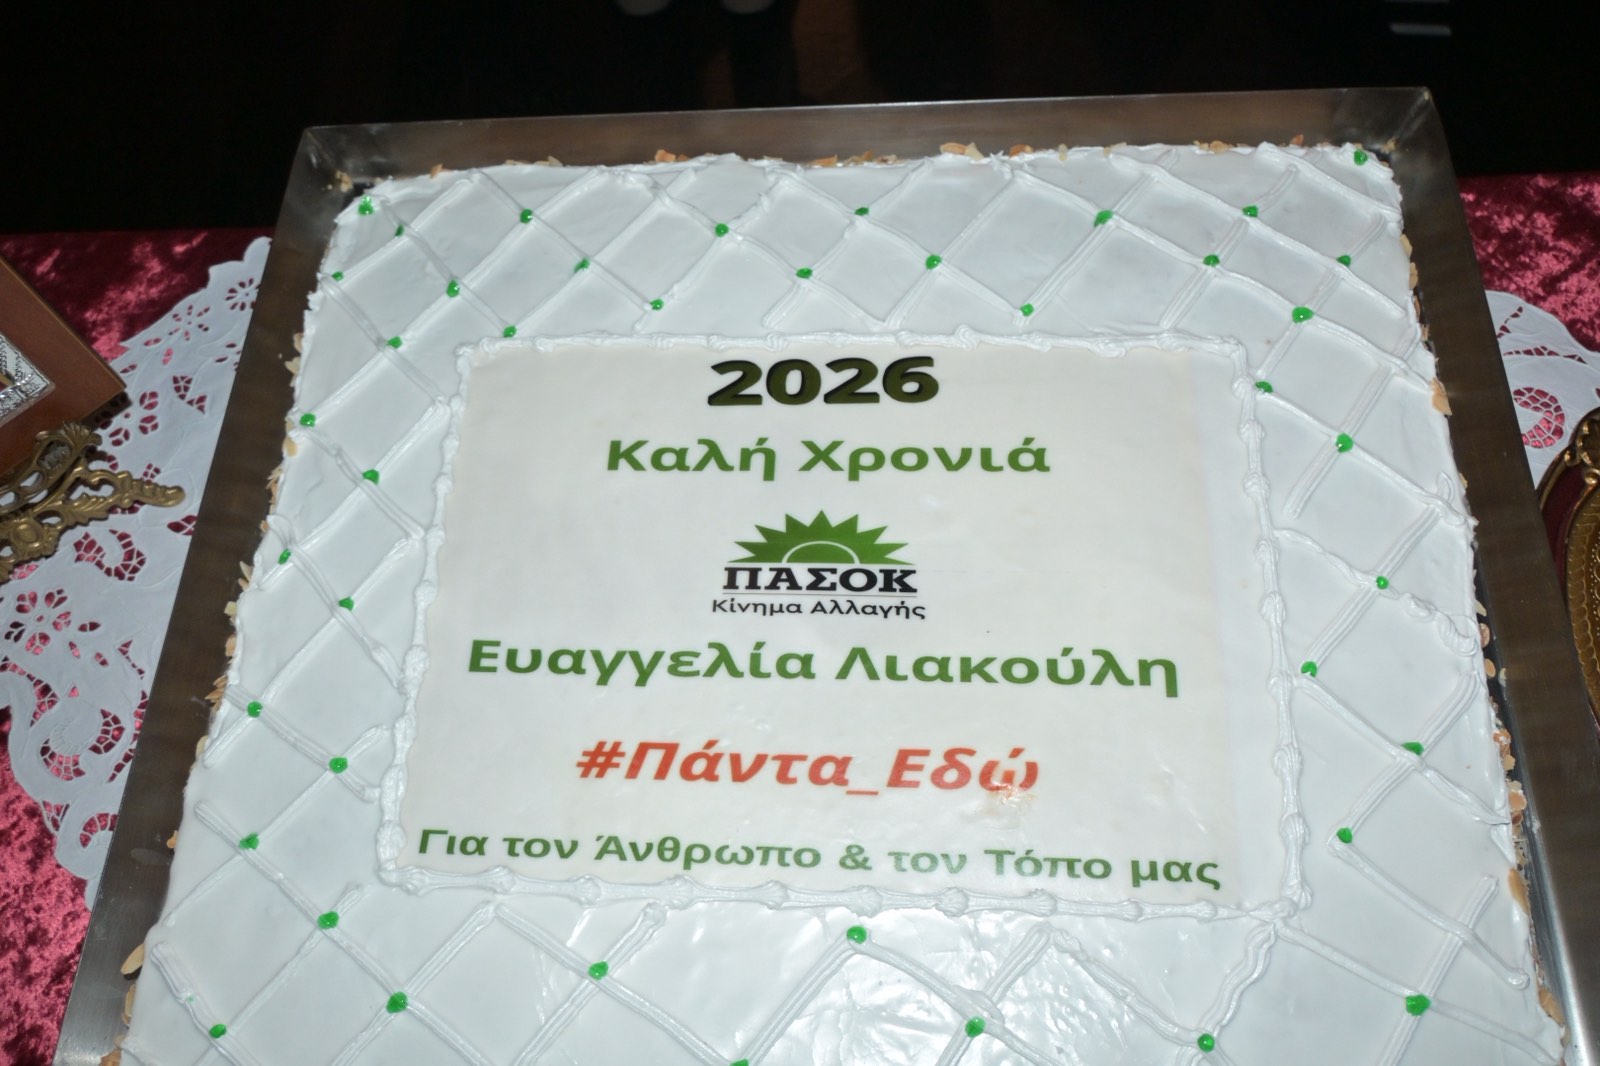 2026
Καλή Χρονιά
ΠΑΣΟΚ
Κίνημα Αλλαγής
Ευαγγελία Λιακούλη
#Πάντα_Εδώ
Για τον Άνθρωπο & τον Τόπο μας